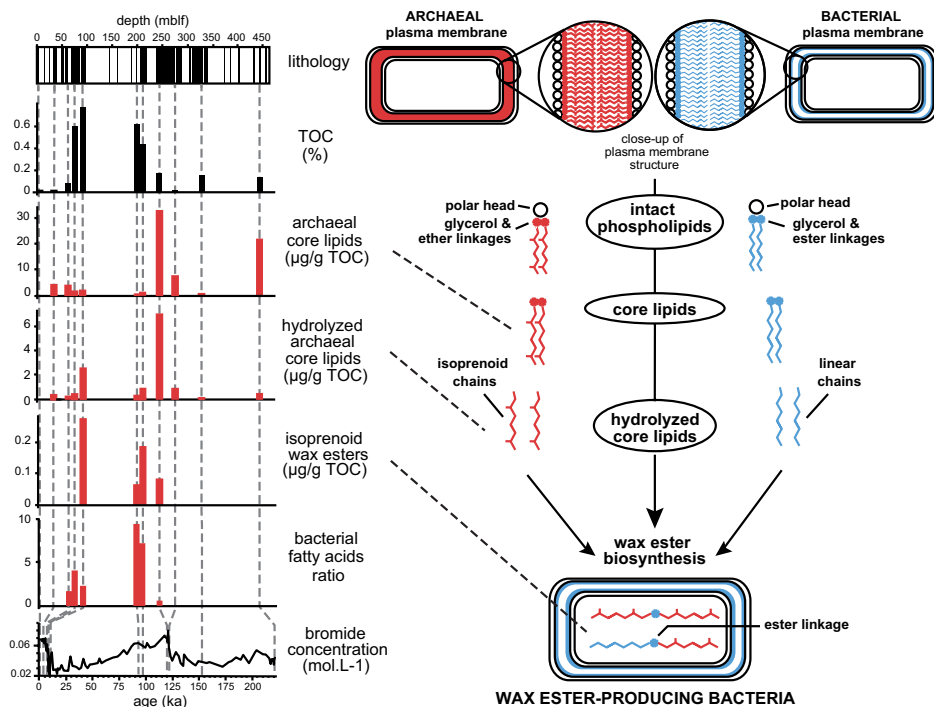 depth (mblf)
0 50 100 150 200 250 300 350 400 450
lithology
0.6
0.4
0.2
0
TOC
(%)
30
20
10
0
archaeal
core lipids
(µg/g TOC)
6
4
2
0
hydrolyzed
archaeal
core lipids
(µg/g TOC)
0.2
0.1
0
isoprenoid
wax esters
(µg/g TOC)
10
5
0
bacterial
fatty acids
ratio
0.06
0.02
bromide
concentration
(mol.L-1)
0 25 50 75 100 125 150 175 200
age (ka)
ARCHAEAL
plasma membrane
BACTERIAL
plasma membrane
close-up of
plasma membrane
structure
polar head
glycerol &
ether linkages
intact
phospholipids
polar head
glycerol &
ester linkages
core lipids
isoprenoid
chains
linear
chains
hydrolyzed
core lipids
wax ester
biosynthesis
ester linkage
WAX ESTER-PRODUCING BACTERIA